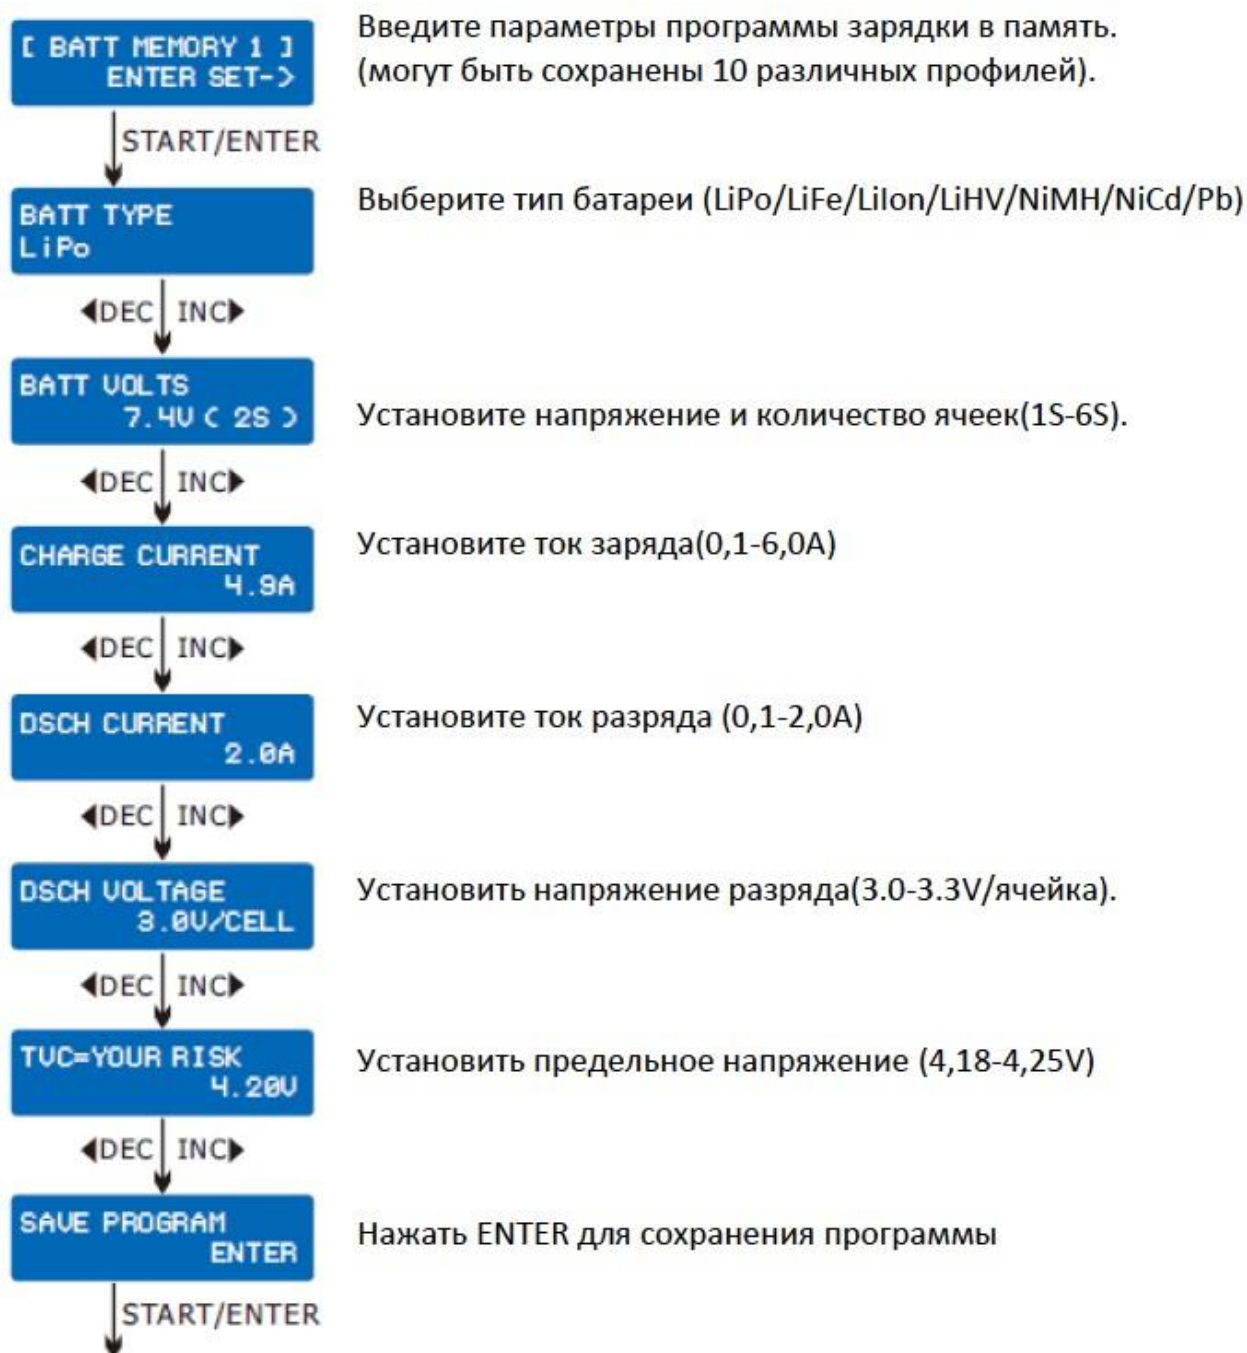 [ BATT MEMORY 1 ]
ENTER SET->
Введите параметры программы зарядки в память.
(могут быть сохранены 10 различных профилей).
START/ENTER
BATT TYPE
LiPo
Выберите тип батареи (LiPo/LiFe/LiIon/LiHV/NiMH/NiCd/Pb)
◀DEC INC▶
BATT VOLTS
7.4V ( 2S )
Установите напряжение и количество ячеек(1S-6S).
◀DEC INC▶
CHARGE CURRENT
4.9A
Установите ток заряда(0,1-6,0A)
◀DEC INC▶
DSCH CURRENT
2.0A
Установите ток разряда (0,1-2,0A)
◀DEC INC▶
DSCH VOLTAGE
3.0V/CELL
Установить напряжение разряда(3.0-3.3V/ячейка).
◀DEC INC▶
TVC=YOUR RISK
4.20V
Установить предельное напряжение (4,18-4,25V)
◀DEC INC▶
SAVE PROGRAM
ENTER
Нажать ENTER для сохранения программы
START/ENTER